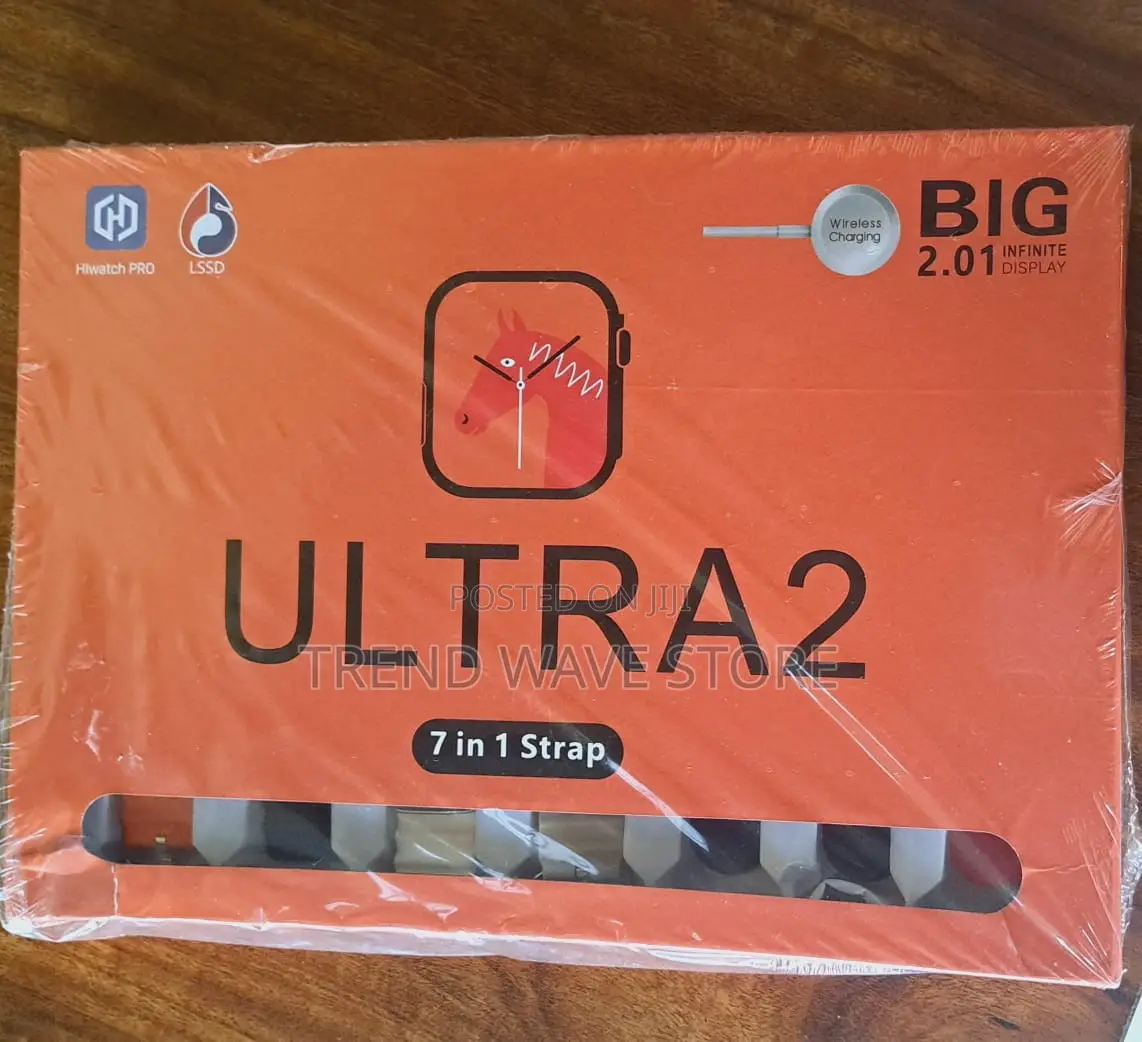 HIwatch PRO
LSSD
Wireless
Charging
BIG
2.01 INFINITE
DISPLAY
ULTRA2
POSTED ON JIJI
TREND WAVE STORE
7 in 1 Strap